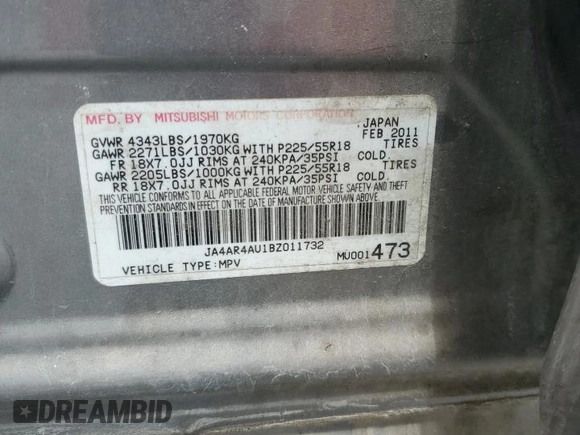 MFD. BY MITSUBISHI MOTORS CORPORATION JAPAN
GVWR 4343LBS/1970KG FEB 2011
GAWR 2271LBS/1030KG WITH P225/55R18 TIRES
FR 18X7.0JJ RIMS AT 240KPA/35PSI COLD.
GAWR 2205LBS/1000KG WITH P225/55R18 TIRES
RR 18X7.0JJ RIMS AT 240KPA/35PSI COLD.
THIS VEHICLE CONFORMS TO ALL APPLICABLE FEDERAL MOTOR VEHICLE SAFETY AND THEFT
PREVENTION STANDARDS IN EFFECT ON THE DATE OF MANUFACTURE SHOWN ABOVE.
JA4AR4AU1BZ011732
VEHICLE TYPE:MPV MU001473
DREAMBID